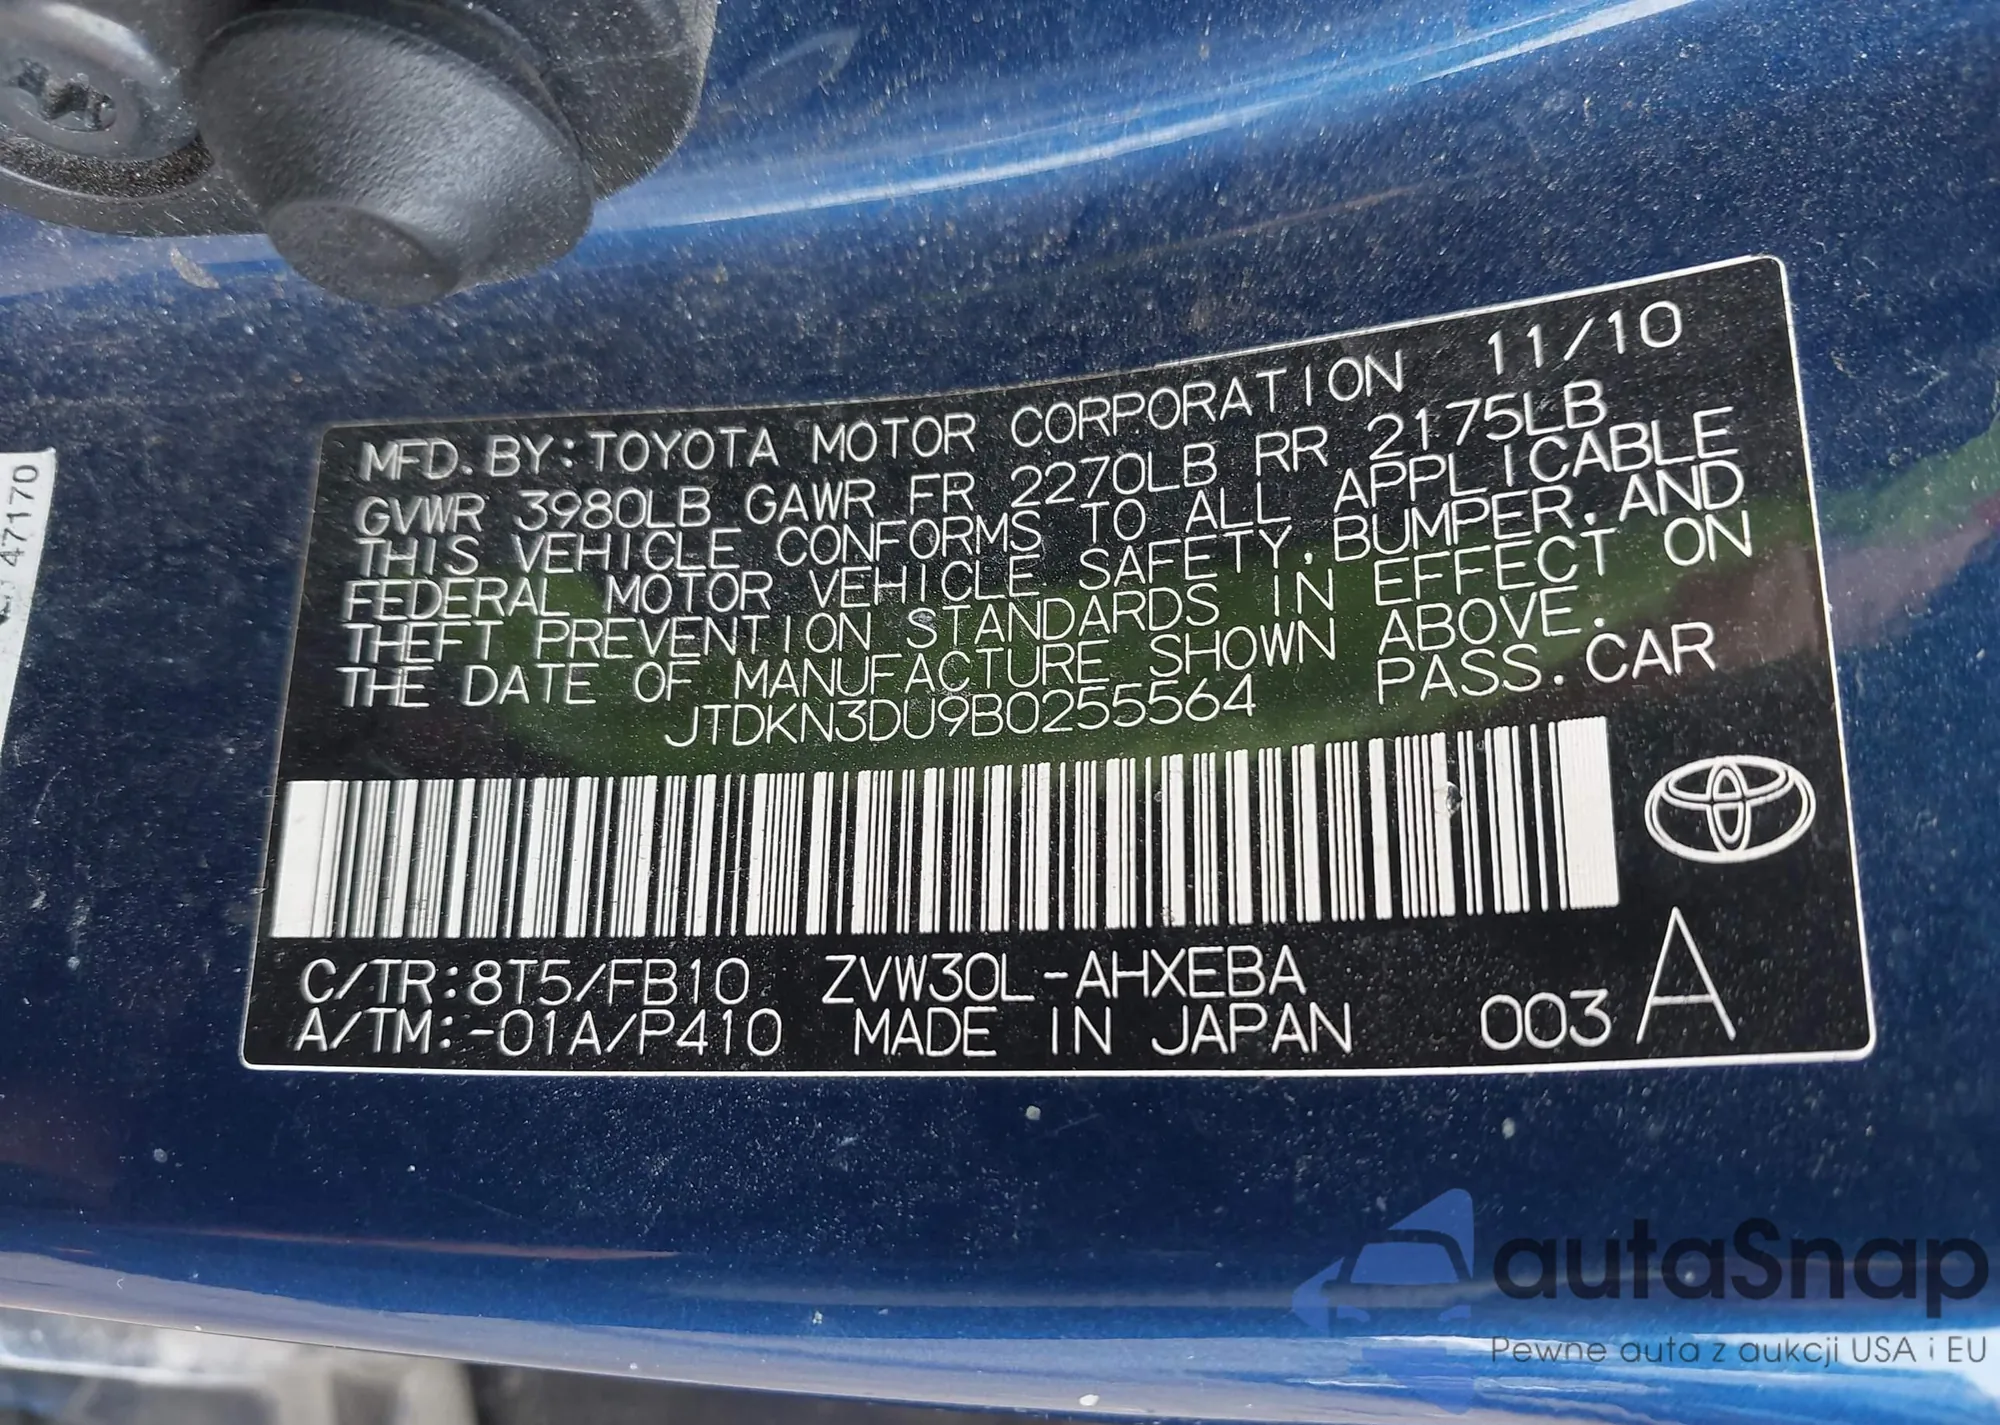 MFD. BY: TOYOTA MOTOR CORPORATION 11/10
GVWR 3980LB GAWR FR 2270LB RR 2175LB
THIS VEHICLE CONFORMS TO ALL APPLICABLE
FEDERAL MOTOR VEHICLE SAFETY, BUMPER, AND
THEFT PREVENTION STANDARDS IN EFFECT ON
THE DATE OF MANUFACTURE SHOWN ABOVE.
JTDKN3DU9B0255564 PASS. CAR
C/TR:8T5/FB10 ZVW30L-AHXEBA
A/TM:-01A/P410 MADE IN JAPAN 003 A
47170
autaSnap
Pewne auta z aukcji USA i EU